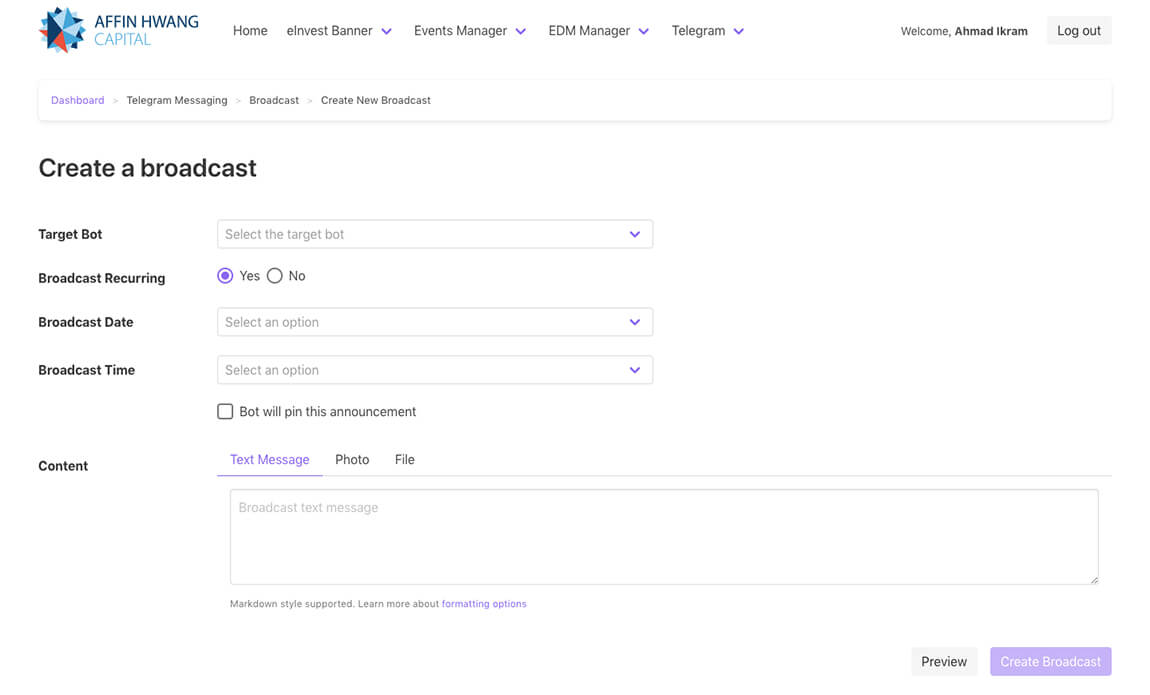 AFFIN HWANG
CAPITAL
Home eInvest Banner Events Manager EDM Manager Telegram Welcome, Ahmad Ikram Log out
Dashboard > Telegram Messaging > Broadcast > Create New Broadcast
Create a broadcast
Target Bot Select the target bot
Broadcast Recurring Yes No
Broadcast Date Select an option
Broadcast Time Select an option
Bot will pin this announcement
Content Text Message Photo File
Broadcast text message
Markdown style supported. Learn more about formatting options
Preview Create Broadcast